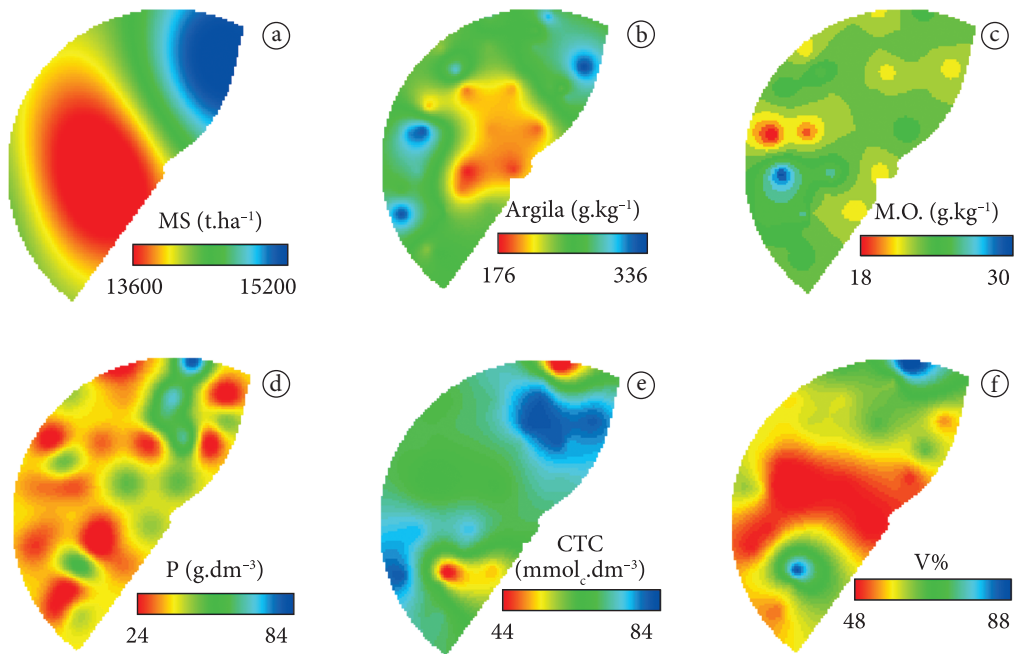 a
b
c
MS (t.ha⁻¹)
13600 15200
Argila (g.kg⁻¹)
176 336
M.O. (g.kg⁻¹)
18 30
d
e
f
P (g.dm⁻³)
24 84
CTC
(mmol꜀.dm⁻³)
44 84
V%
48 88